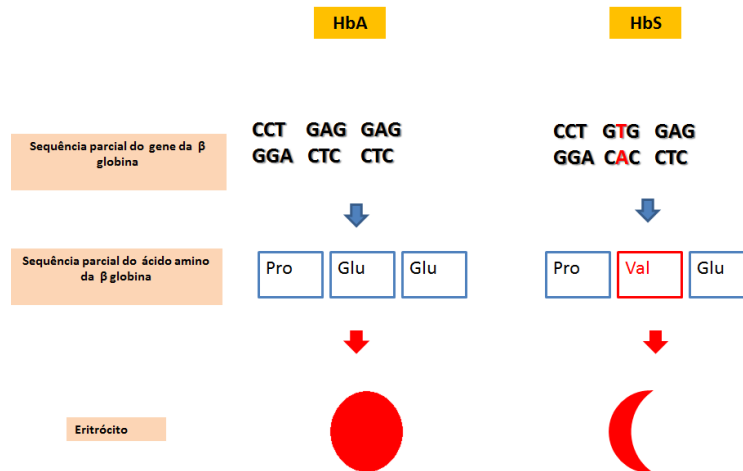 HbA
HbS
Sequência parcial do gene da β
globina
CCT GAG GAG
GGA CTC CTC
CCT GTG GAG
GGA CAC CTC
Sequência parcial do ácido amino
da β globina
Pro
Glu
Glu
Pro
Val
Glu
Eritrócito